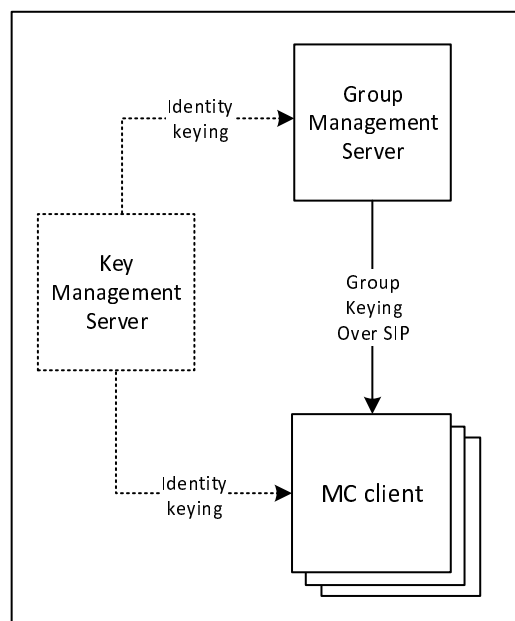 Group
Management
Server
Identity
keying
Key
Management
Server
Group
Keying
Over SIP
Identity
keying
MC client